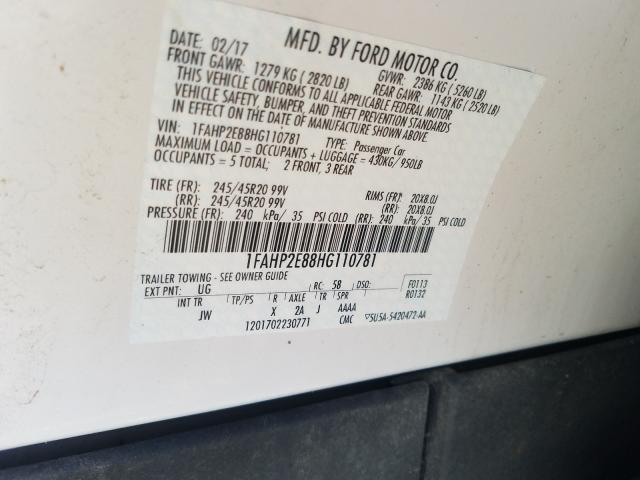 MFD. BY FORD MOTOR CO.
DATE: 02/17 GVWR: 2386 KG ( 5260 LB)
FRONT GAWR: 1279 KG ( 2820 LB) REAR GAWR: 1143 KG ( 2520 LB)
THIS VEHICLE CONFORMS TO ALL APPLICABLE FEDERAL MOTOR
VEHICLE SAFETY, BUMPER, AND THEFT PREVENTION STANDARDS
IN EFFECT ON THE DATE OF MANUFACTURE SHOWN ABOVE.
VIN: 1FAHP2E88HG110781 TYPE: Passenger Car
MAXIMUM LOAD = OCCUPANTS + LUGGAGE = 430KG/950LB
OCCUPANTS = 5 TOTAL; 2 FRONT, 3 REAR
TIRE (FR): 245/45R20 99V RIMS (FR): 20X8.0J
(RR): 245/45R20 99V (RR): 20X8.0J
PRESSURE (FR): 240 kPa/ 35 PSI COLD (RR): 240 kPa/ 35 PSI COLD
1FAHP2E88HG110781
TRAILER TOWING - SEE OWNER GUIDE
EXT PNT: UG RC: 58 DSO: F0113
R0132
INT TR TP/PS R AXLE TR SPR
JW X 2A J AAAA
1201702230771 CMC 5U5A-5420472-AA